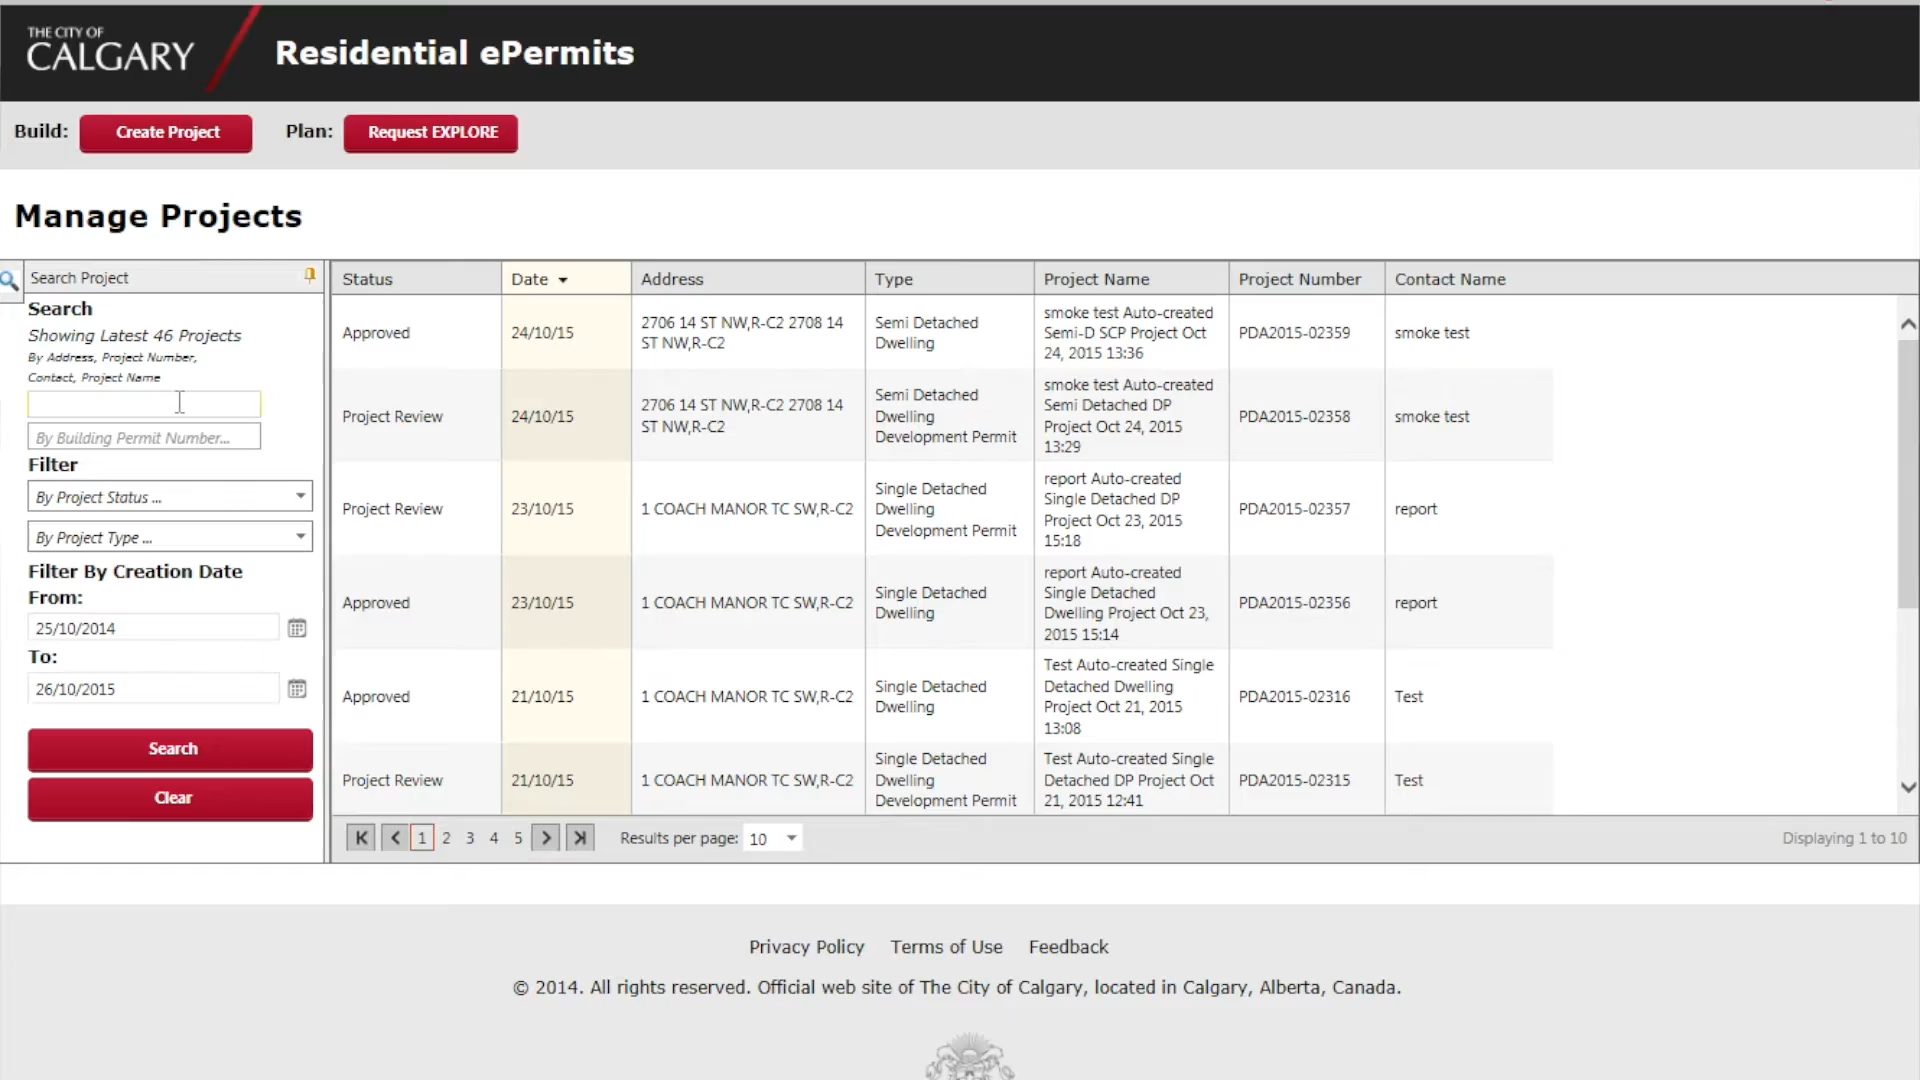 THE CITY OF
CALGARY
Residential ePermits
Build:
Create Project
Plan:
Request EXPLORE
Manage Projects
Search Project
Search
Showing Latest 46 Projects
By Address, Project Number,
Contact, Project Name
By Building Permit Number...
Filter
By Project Status ...
By Project Type ...
Filter By Creation Date
From:
25/10/2014
To:
26/10/2015
Search
Clear
Status
Date
Address
Type
Project Name
Project Number
Contact Name
Approved
24/10/15
2706 14 ST NW,R-C2 2708 14
ST NW,R-C2
Semi Detached
Dwelling
smoke test Auto-created
Semi-D SCP Project Oct
24, 2015 13:36
PDA2015-02359
smoke test
Project Review
24/10/15
2706 14 ST NW,R-C2 2708 14
ST NW,R-C2
Semi Detached
Dwelling
Development Permit
smoke test Auto-created
Semi Detached DP
Project Oct 24, 2015
13:29
PDA2015-02358
smoke test
Project Review
23/10/15
1 COACH MANOR TC SW,R-C2
Single Detached
Dwelling
Development Permit
report Auto-created
Single Detached DP
Project Oct 23, 2015
15:18
PDA2015-02357
report
Approved
23/10/15
1 COACH MANOR TC SW,R-C2
Single Detached
Dwelling
report Auto-created
Single Detached
Dwelling Project Oct 23,
2015 15:14
PDA2015-02356
report
Approved
21/10/15
1 COACH MANOR TC SW,R-C2
Single Detached
Dwelling
Test Auto-created Single
Detached Dwelling
Project Oct 21, 2015
13:08
PDA2015-02316
Test
Project Review
21/10/15
1 COACH MANOR TC SW,R-C2
Single Detached
Dwelling
Development Permit
Test Auto-created Single
Detached DP Project Oct
21, 2015 12:41
PDA2015-02315
Test
1 2 3 4 5
Results per page: 10
Displaying 1 to 10
Privacy Policy Terms of Use Feedback
© 2014. All rights reserved. Official web site of The City of Calgary, located in Calgary, Alberta, Canada.